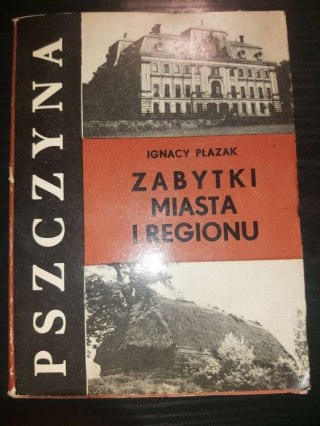 PSZCZYNA
IGNACY PŁAZAK
ZABYTKI
MIASTA
I REGIONU